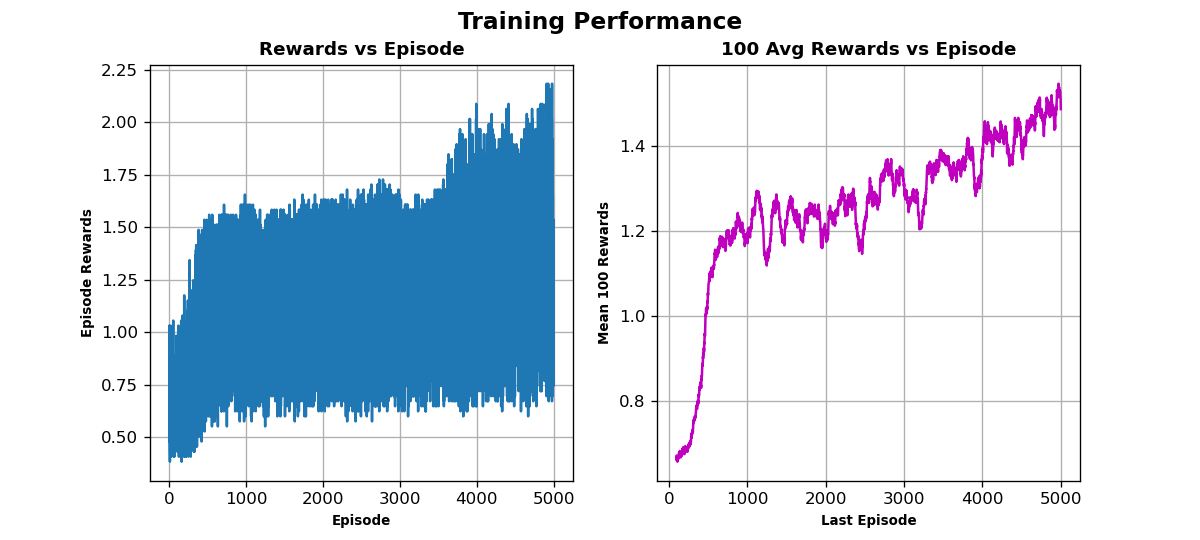 Training Performance
Rewards vs Episode
2.25
2.00
1.75
1.50
1.25
1.00
0.75
0.50
Episode Rewards
0 1000 2000 3000 4000 5000
Episode
100 Avg Rewards vs Episode
1.4
1.2
1.0
0.8
Mean 100 Rewards
0 1000 2000 3000 4000 5000
Last Episode